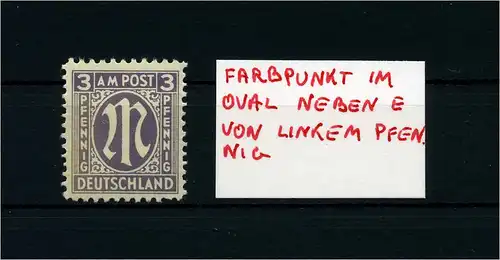 3 AM POST 3
PFENNIG
M
PFENNIG
DEUTSCHLAND
FARBPUNKT IM
OVAL NEBEN E
VON LINKEM PFEN.
NIG